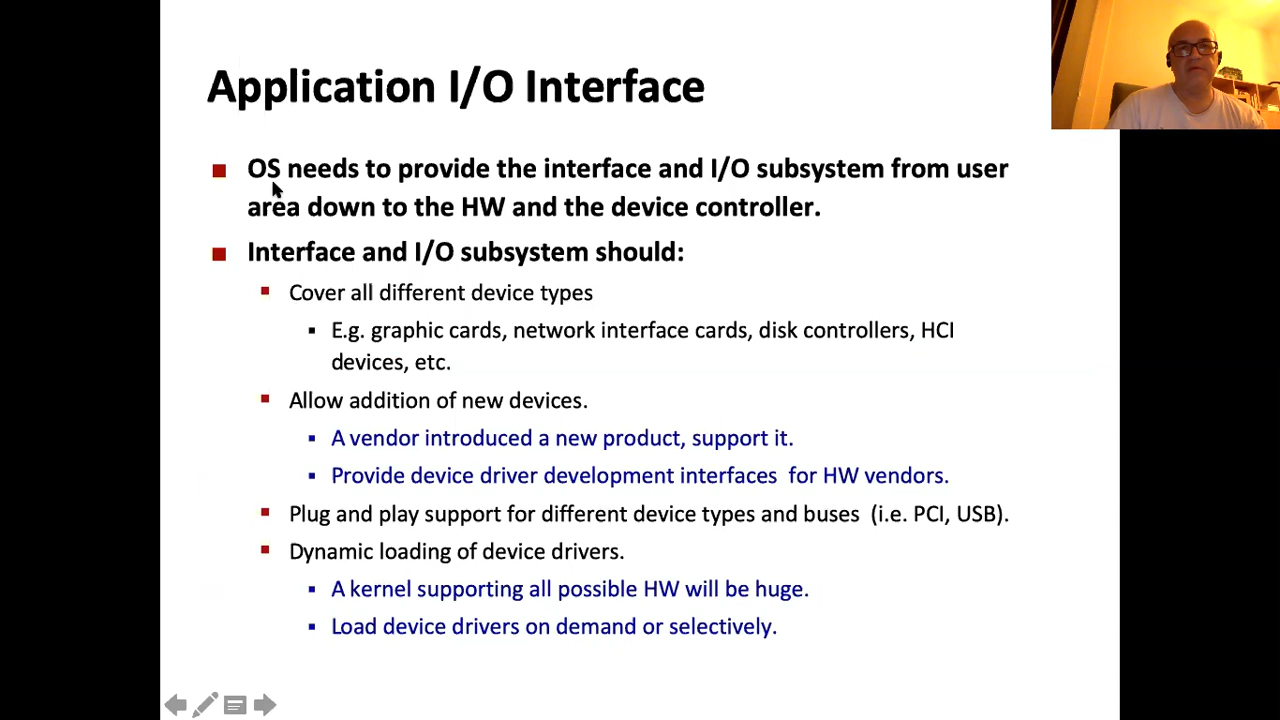 Application I/O Interface
OS needs to provide the interface and I/O subsystem from user
area down to the HW and the device controller.
Interface and I/O subsystem should:
Cover all different device types
E.g. graphic cards, network interface cards, disk controllers, HCI
devices, etc.
Allow addition of new devices.
A vendor introduced a new product, support it.
Provide device driver development interfaces for HW vendors.
Plug and play support for different device types and buses (i.e. PCI, USB).
Dynamic loading of device drivers.
A kernel supporting all possible HW will be huge.
Load device drivers on demand or selectively.